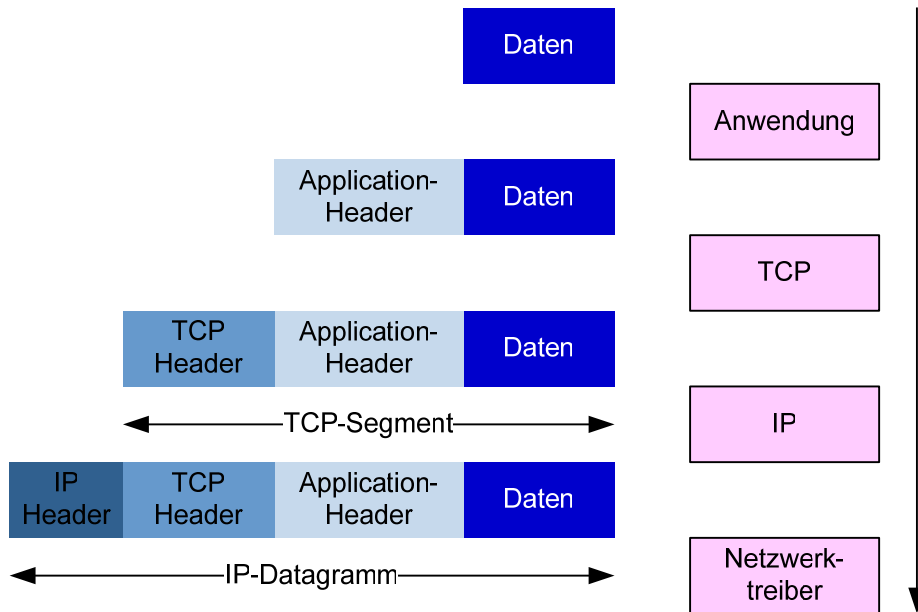 Daten
Anwendung
Application-
Header
Daten
TCP
TCP
Header
Application-
Header
Daten
TCP-Segment
IP
IP
Header
TCP
Header
Application-
Header
Daten
IP-Datagramm
Netzwerk-
treiber